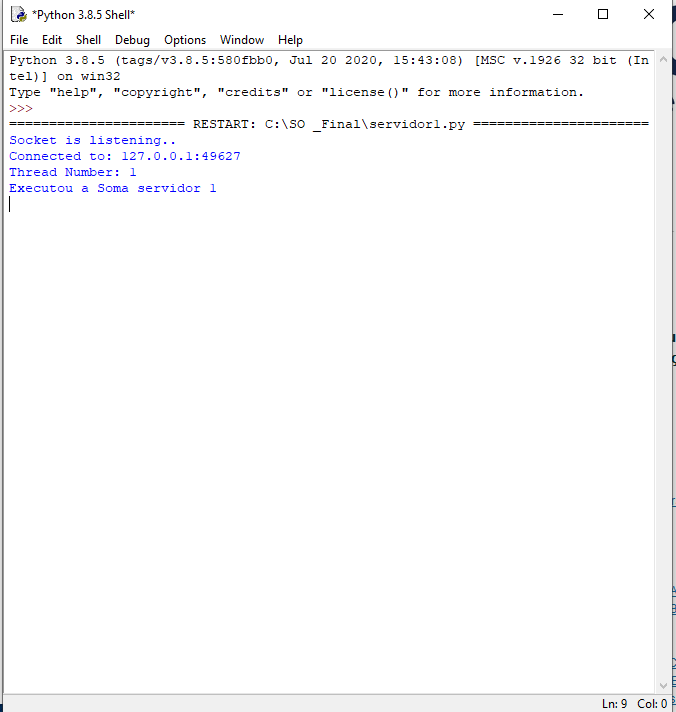 *Python 3.8.5 Shell*
File Edit Shell Debug Options Window Help
Python 3.8.5 (tags/v3.8.5:580fbb0, Jul 20 2020, 15:43:08) [MSC v.1926 32 bit (In
tel)] on win32
Type "help", "copyright", "credits" or "license()" for more information.
>>>
====================== RESTART: C:\SO _Final\servidor1.py ======================
Socket is listening..
Connected to: 127.0.0.1:49627
Thread Number: 1
Executou a Soma servidor 1
Ln: 9 Col: 0